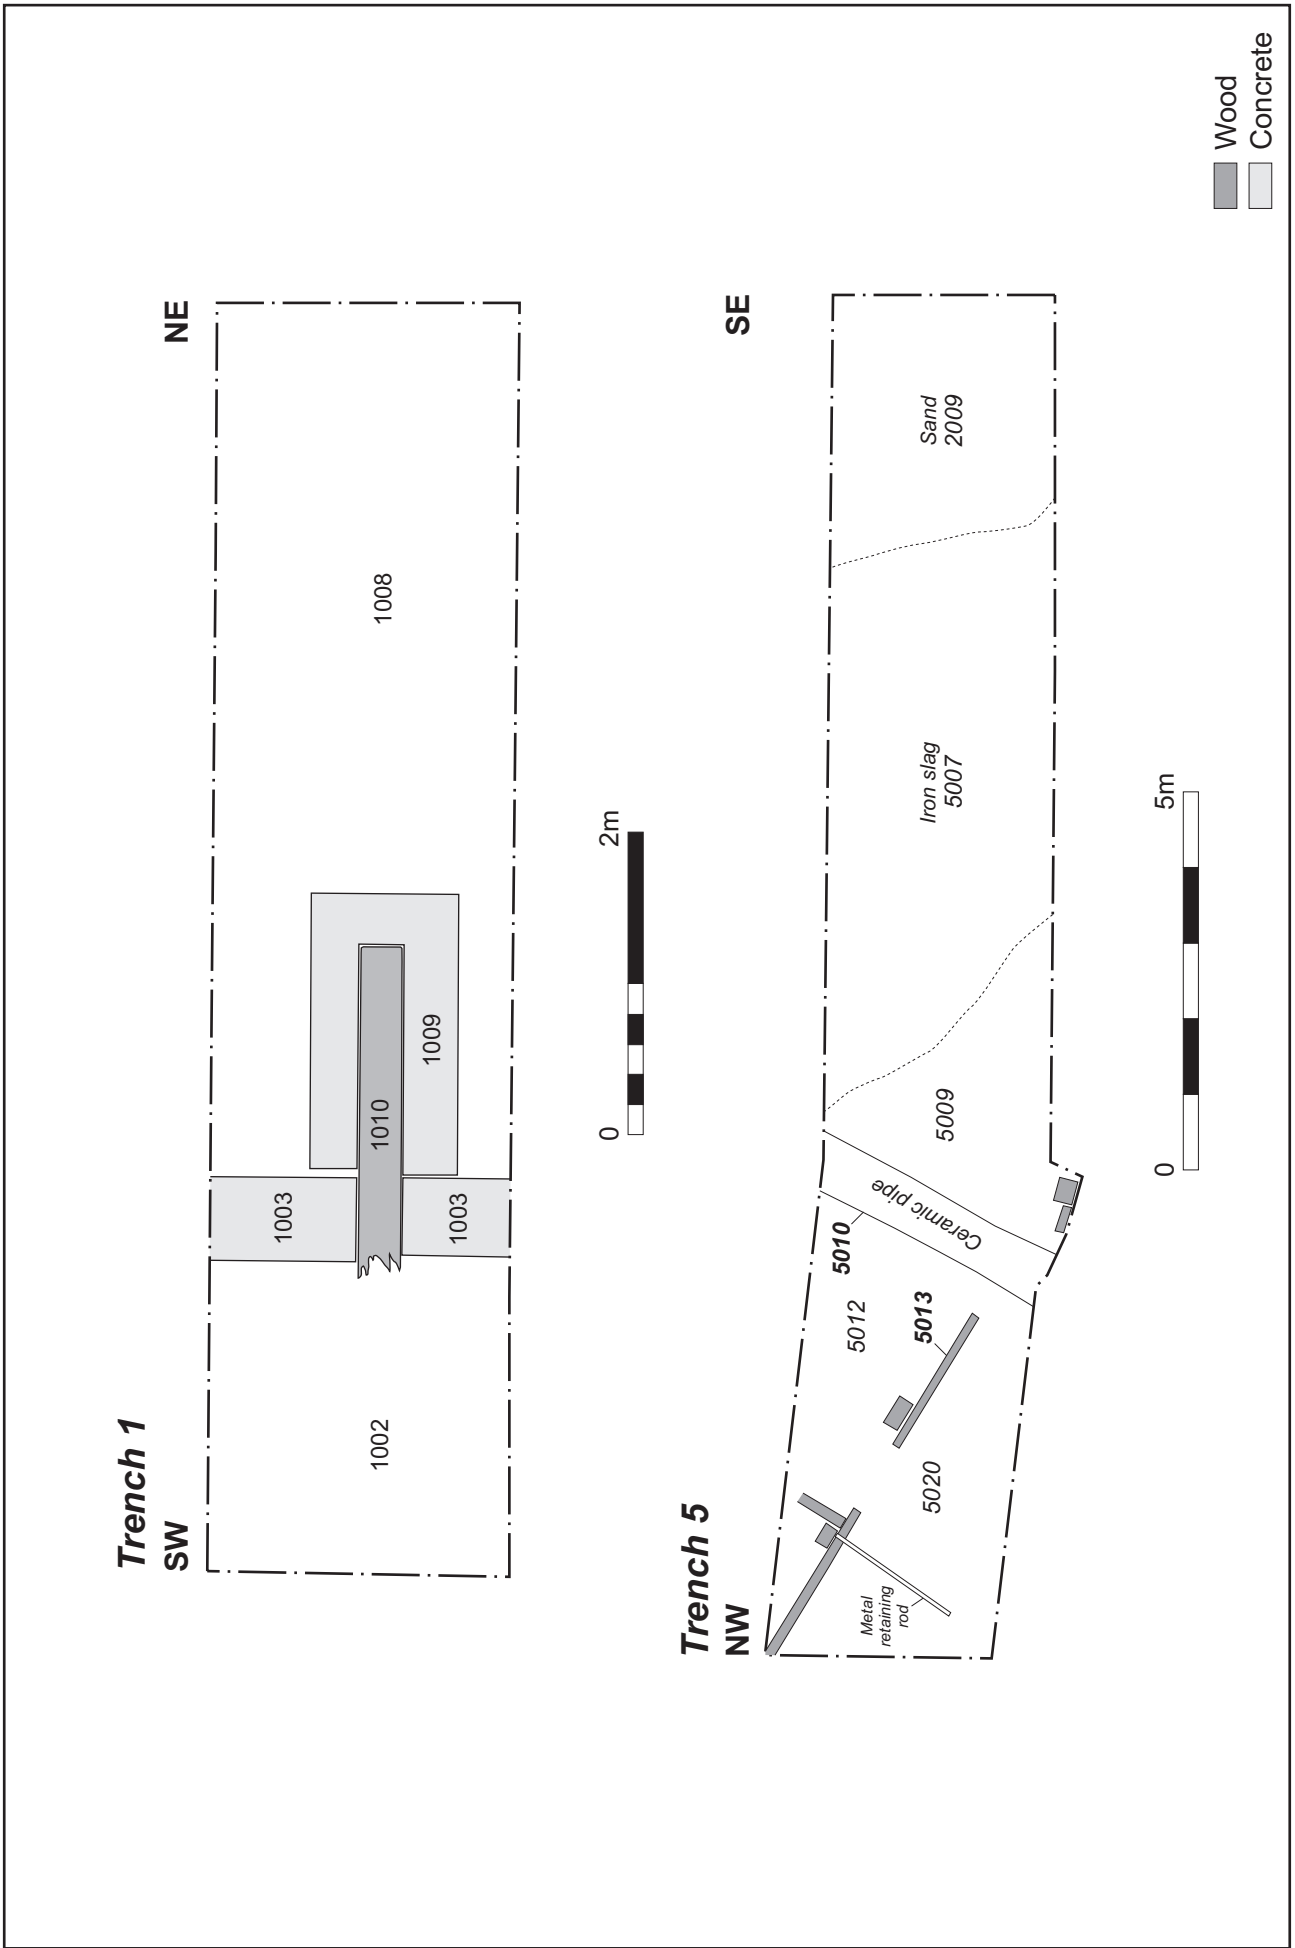 Trench 1
SW
NE
1002
1003
1003
1010
1009
1008
0
2m
Trench 5
NW
SE
Metal
retaining
rod
5020
5013
5012
5010
Ceramic pipe
5009
Iron slag
5007
Sand
2009
0
5m
Wood
Concrete